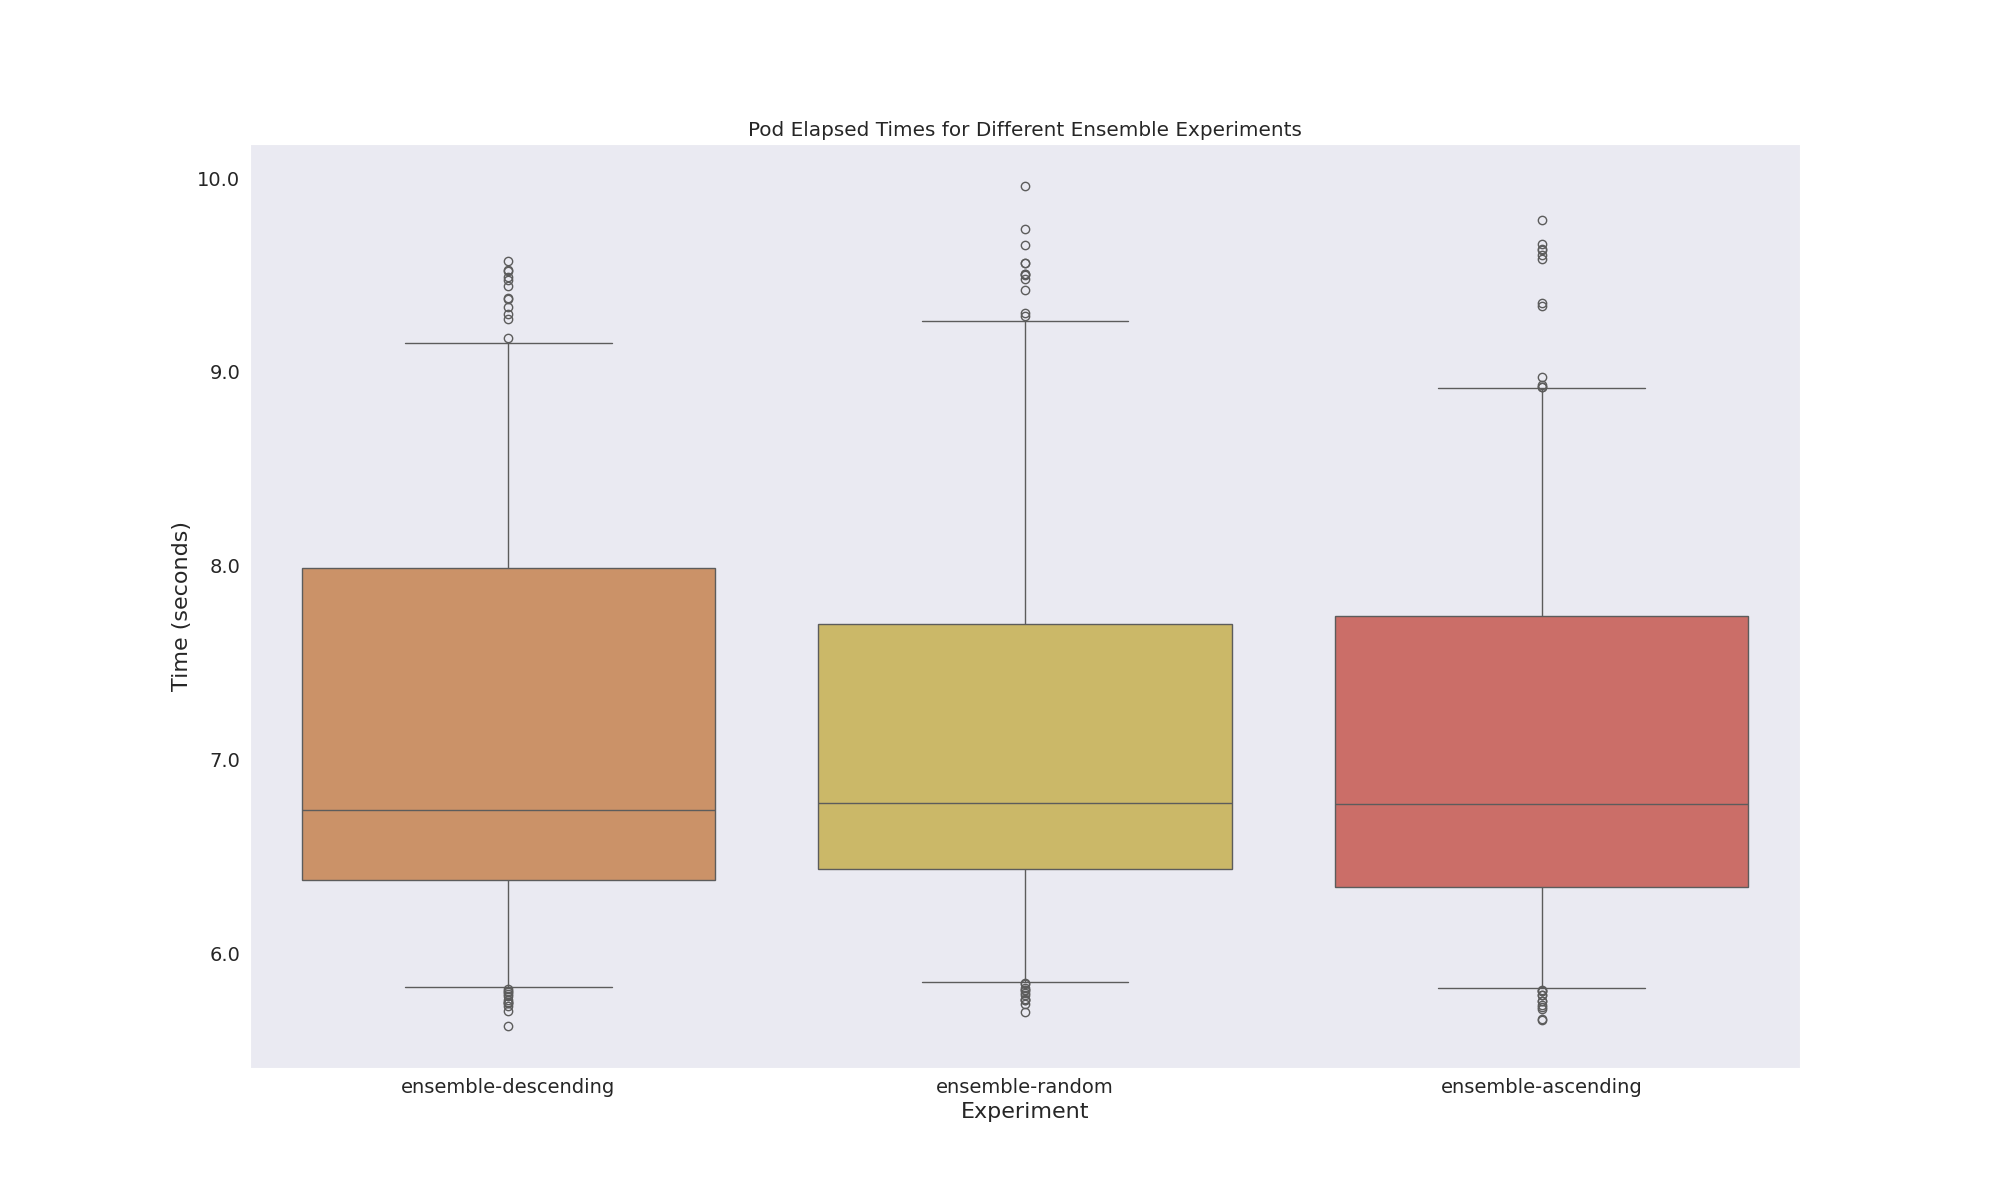 Pod Elapsed Times for Different Ensemble Experiments
10.0
9.0
8.0
7.0
6.0
Time (seconds)
ensemble-descending ensemble-random ensemble-ascending
Experiment